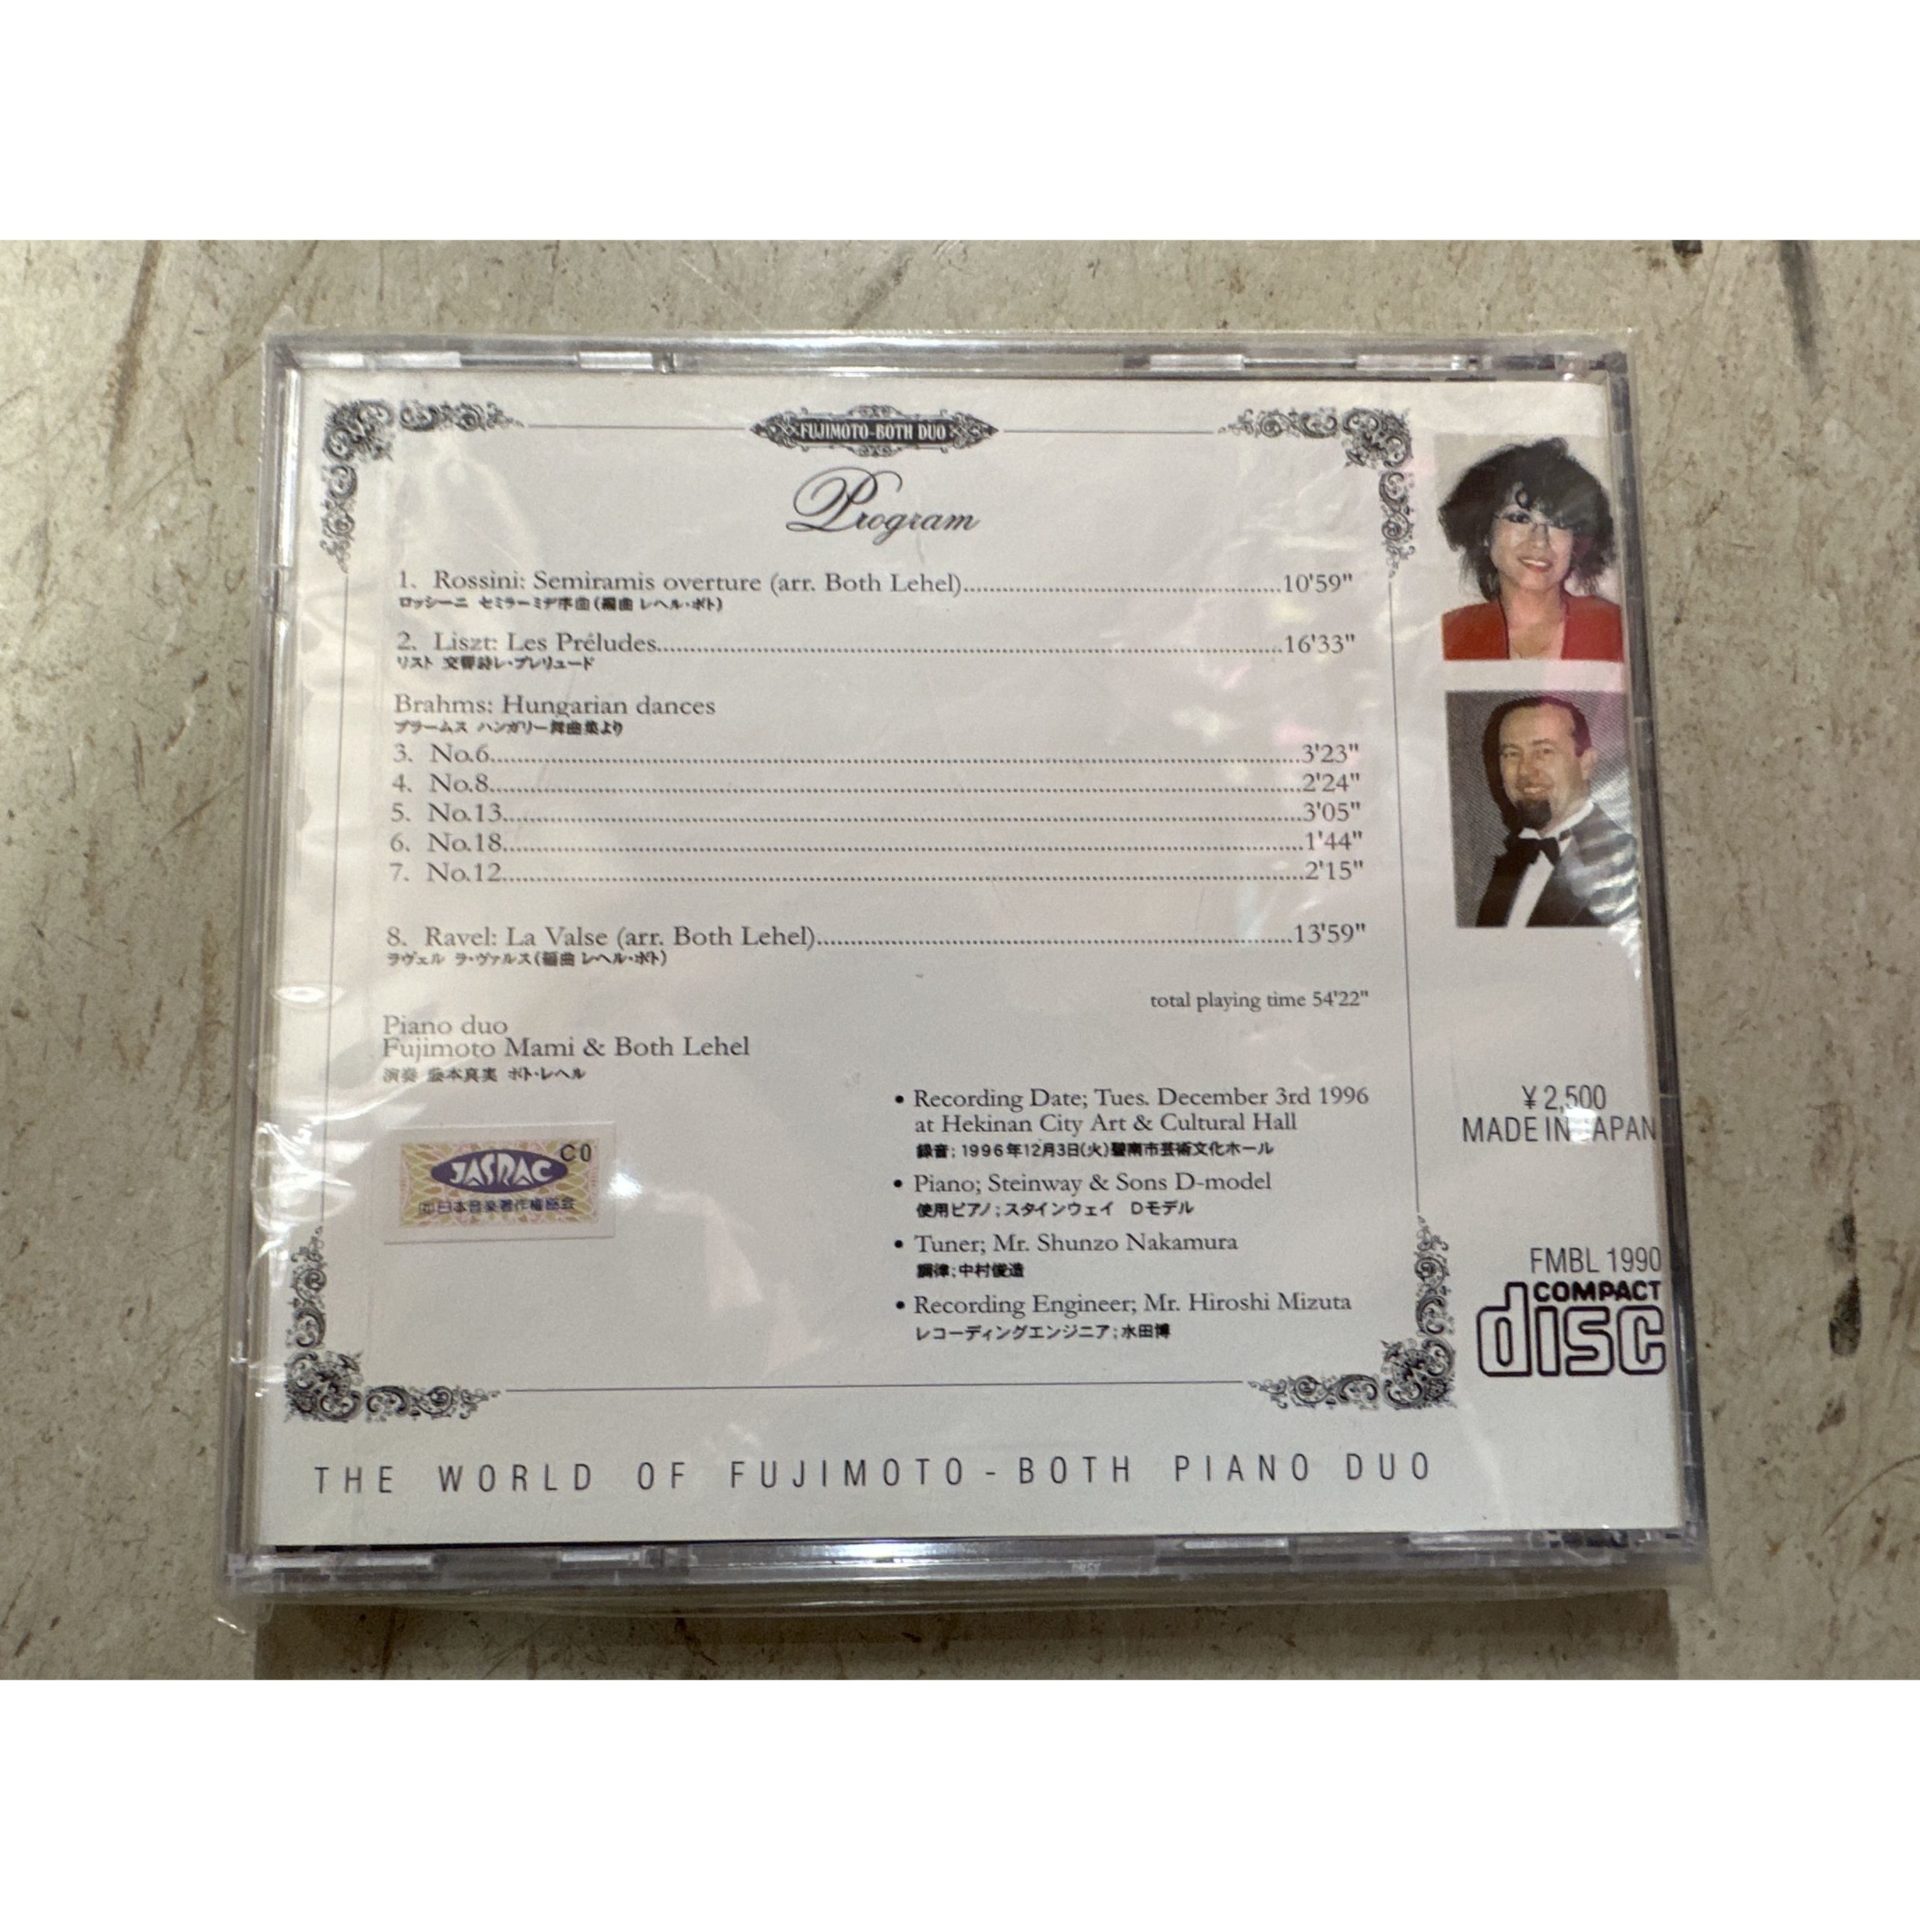 FUJIMOTO-BOTH DUO
Program
1. Rossini: Semiramis overture (arr. Both Lehel)..........10'59"
ロッシーニ セミラーミデ序曲(編曲 レヘル・ボト)
2. Liszt: Les Préludes..........16'33"
リスト 交響詩レ・プレリュード
Brahms: Hungarian dances
ブラームス ハンガリー舞曲集より
3. No.6..........3'23"
4. No.8..........2'24"
5. No.13..........3'05"
6. No.18..........1'44"
7. No.12..........2'15"
8. Ravel: La Valse (arr. Both Lehel)..........13'59"
ラヴェル ラ・ヴァルス(編曲 レヘル・ボト)
total playing time 54'22"
Piano duo
Fujimoto Mami & Both Lehel
演奏 藤本真実 ボト・レヘル
• Recording Date; Tues. December 3rd 1996
at Hekinan City Art & Cultural Hall
録音;1996年12月3日(火)碧南市芸術文化ホール
• Piano; Steinway & Sons D-model
使用ピアノ;スタインウェイ Dモデル
• Tuner; Mr. Shunzo Nakamura
調律;中村俊造
• Recording Engineer; Mr. Hiroshi Mizuta
レコーディングエンジニア;水田博
C0
JASRAC
日本音楽著作権協会
¥2,500
MADE IN JAPAN
FMBL 1990
COMPACT
disc
THE WORLD OF FUJIMOTO-BOTH PIANO DUO